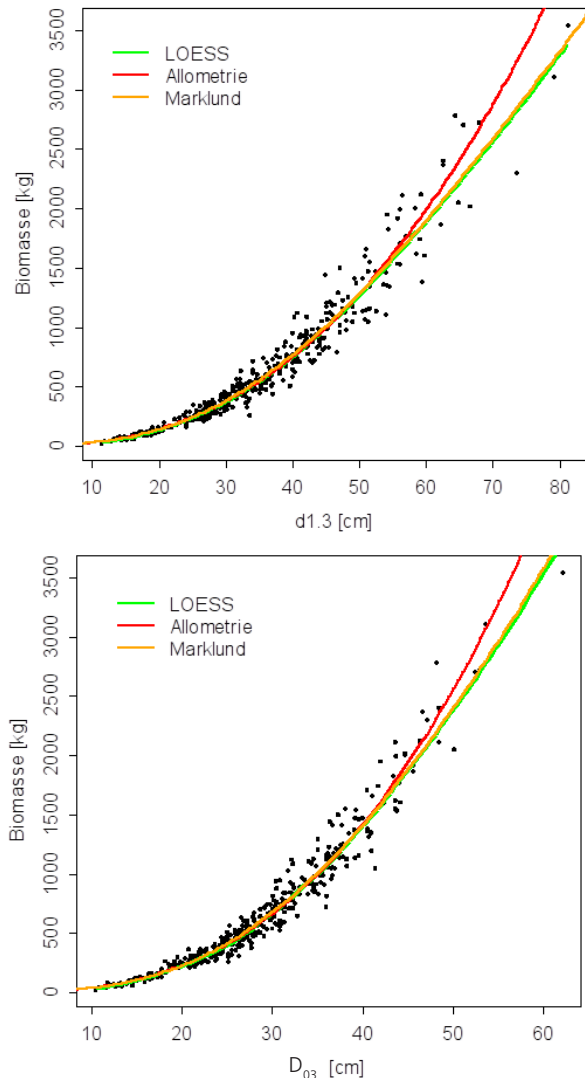 3500
3000
2500
2000
1500
1000
500
0
Biomasse [kg]
LOESS
Allometrie
Marklund
10 20 30 40 50 60 70 80
d1.3 [cm]
3500
3000
2500
2000
1500
1000
500
0
Biomasse [kg]
LOESS
Allometrie
Marklund
10 20 30 40 50 60
D03 [cm]